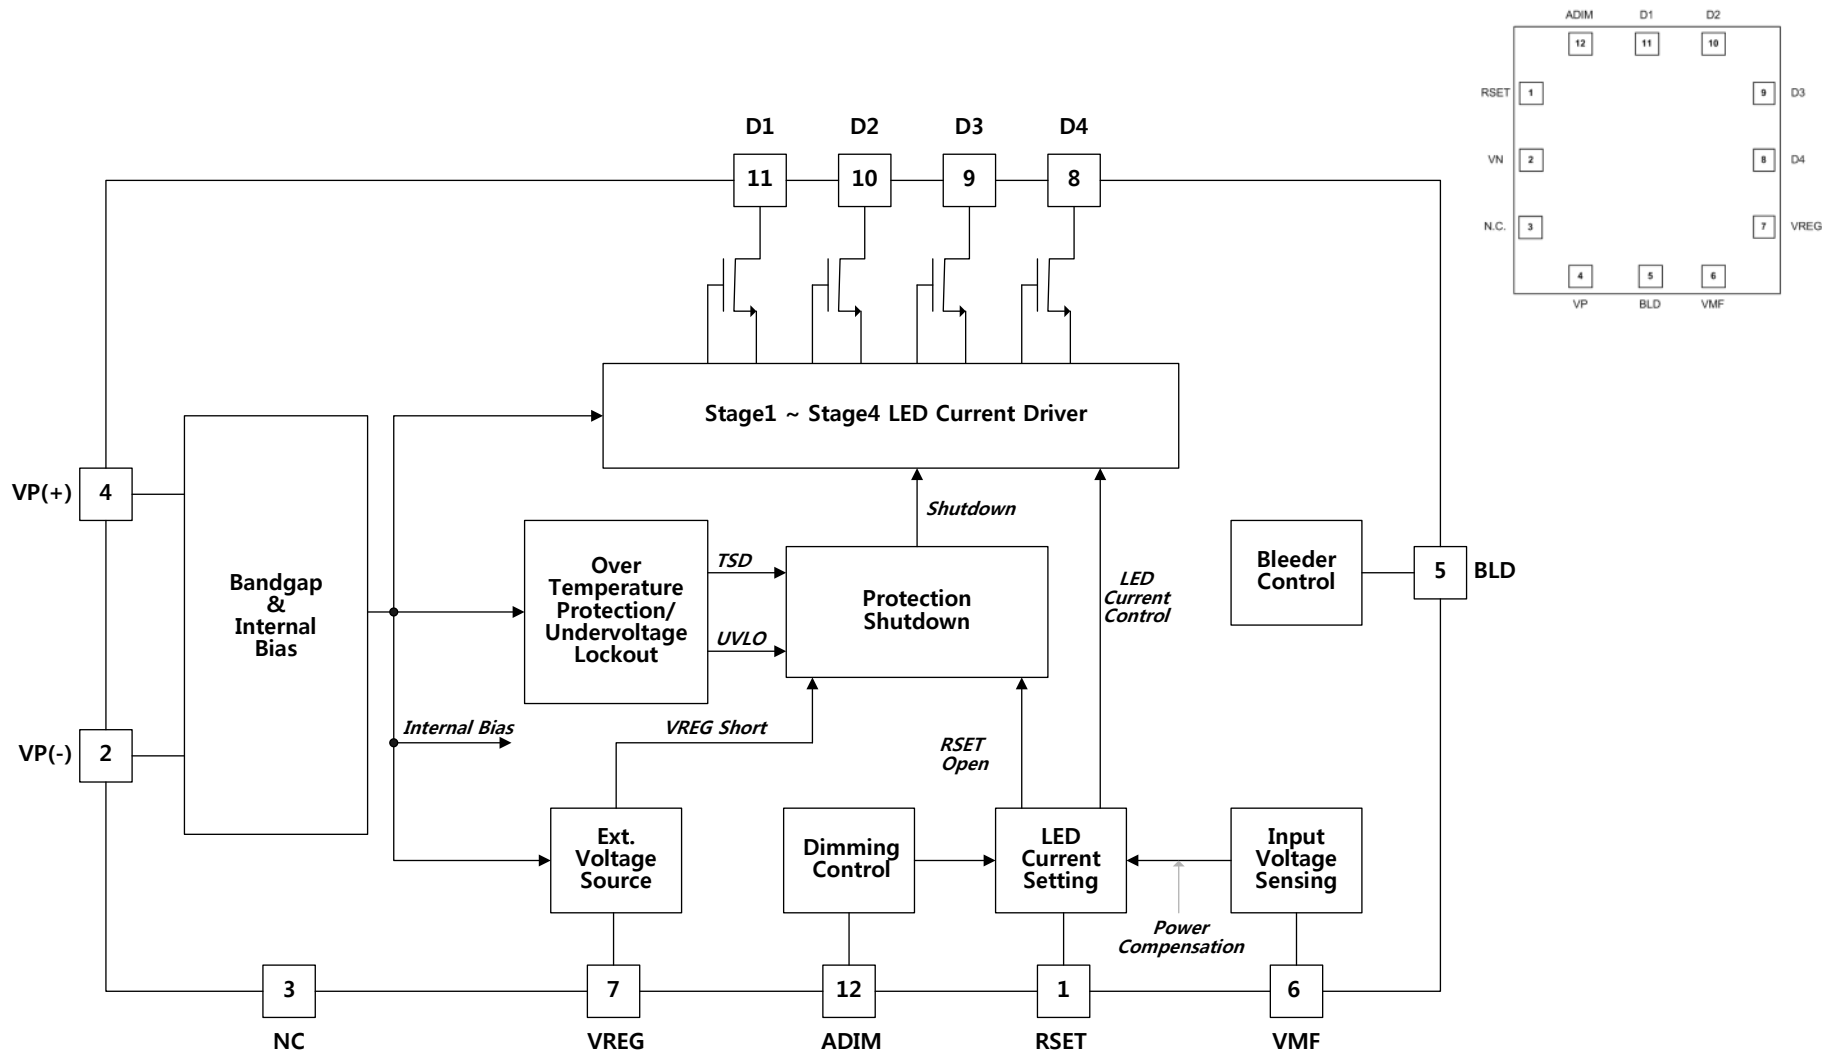 ADIM D1 D2
12 11 10
RSET 1 9 D3
VN 2 8 D4
N.C. 3 7 VREG
4 5 6
VP BLD VMF
D1 D2 D3 D4
11 10 9 8
Stage1 ~ Stage4 LED Current Driver
VP(+) 4
Bandgap
&
Internal
Bias
VP(-) 2
Over
Temperature
Protection/
Undervoltage
Lockout
TSD
UVLO
Shutdown
Protection
Shutdown
LED
Current
Control
Bleeder
Control
5 BLD
Internal Bias
VREG Short
RSET
Open
Ext.
Voltage
Source
Dimming
Control
LED
Current
Setting
Input
Voltage
Sensing
Power
Compensation
3 7 12 1 6
NC VREG ADIM RSET VMF